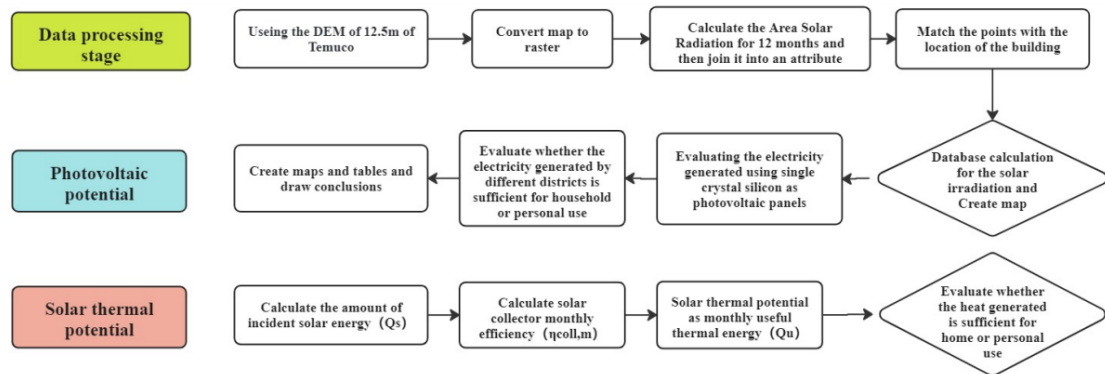 Data processing
stage
Useing the DEM of 12.5m of
Temuco
Convert map to
raster
Calculate the Area Solar
Radiation for 12 months and
then join it into an attribute
Match the points with the
location of the building
Photovoltaic
potential
Create maps and tables and
draw conclusions
Evaluate whether the
electricity generated by
different districts is
sufficient for household
or personal use
Evaluating the electricity
generated using single
crystal silicon as
photovoltaic panels
Database calculation
for the solar
irradiation and
Create map
Solar thermal
potential
Calculate the amount of
incident solar energy（Qs）
Calculate solar
collector monthly
efficiency（ηcoll,m）
Solar thermal potential
as monthly useful
thermal energy（Qu）
Evaluate whether
the heat generated
is sufficient for
home or personal
use